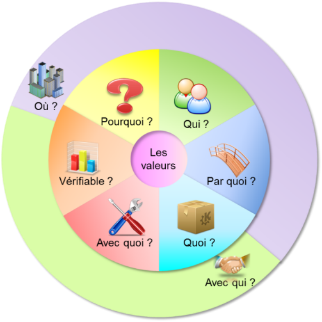 Où ?
Pourquoi ?
Qui ?
Les
valeurs
Vérifiable ?
Par quoi ?
Avec quoi ?
Quoi ?
Avec qui ?